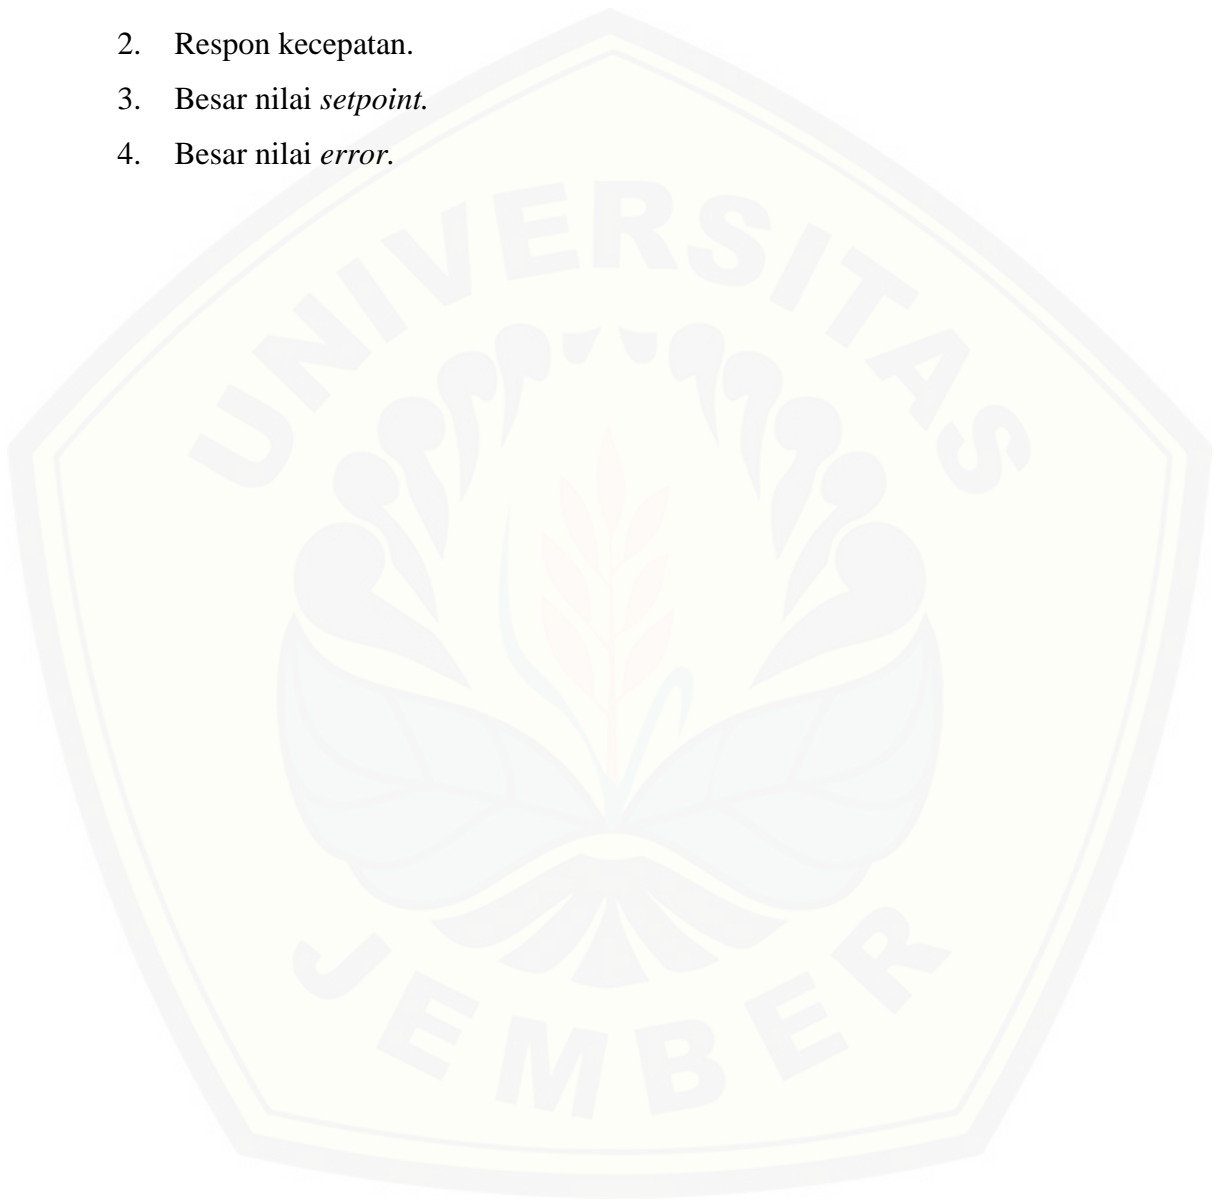 2. Respon kecepatan.
3. Besar nilai setpoint.
4. Besar nilai error.
UNIVERSITAS
JEMBER